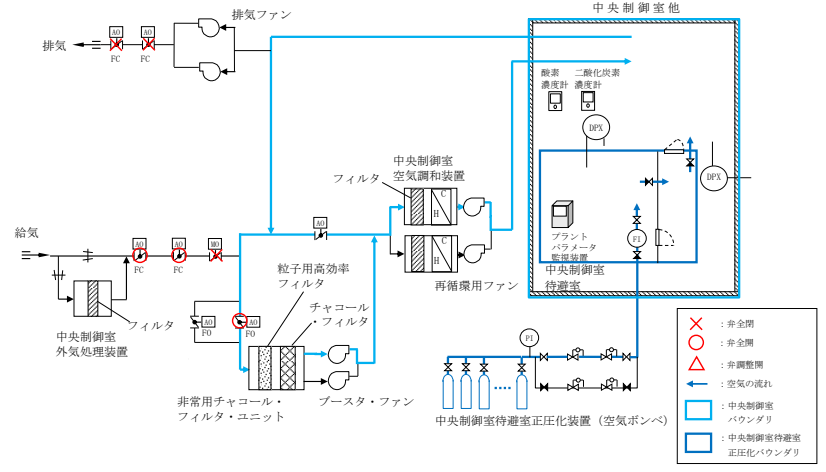 中央制御室他
排気ファン
排気
AO
AO
FC
FC
酸素
濃度計
二酸化炭素
濃度計
DPX
DPX
中央制御室
空気調和装置
フィルタ
C
H
C
H
再循環用ファン
プラント
パラメータ
監視装置
FI
中央制御室
待避室
給気
AO
AO
MO
FC
FC
AO
フィルタ
中央制御室
外気処理装置
粒子用高効率
フィルタ
チャコール
・フィルタ
AO
FO
AO
FO
非常用チャコール・
フィルタ・ユニット
ブースタ・ファン
PI
中央制御室待避室正圧化装置（空気ボンベ）
：弁全閉
：弁全開
：弁調整開
：空気の流れ
：中央制御室
バウンダリ
：中央制御室待避室
正圧化バウンダリ